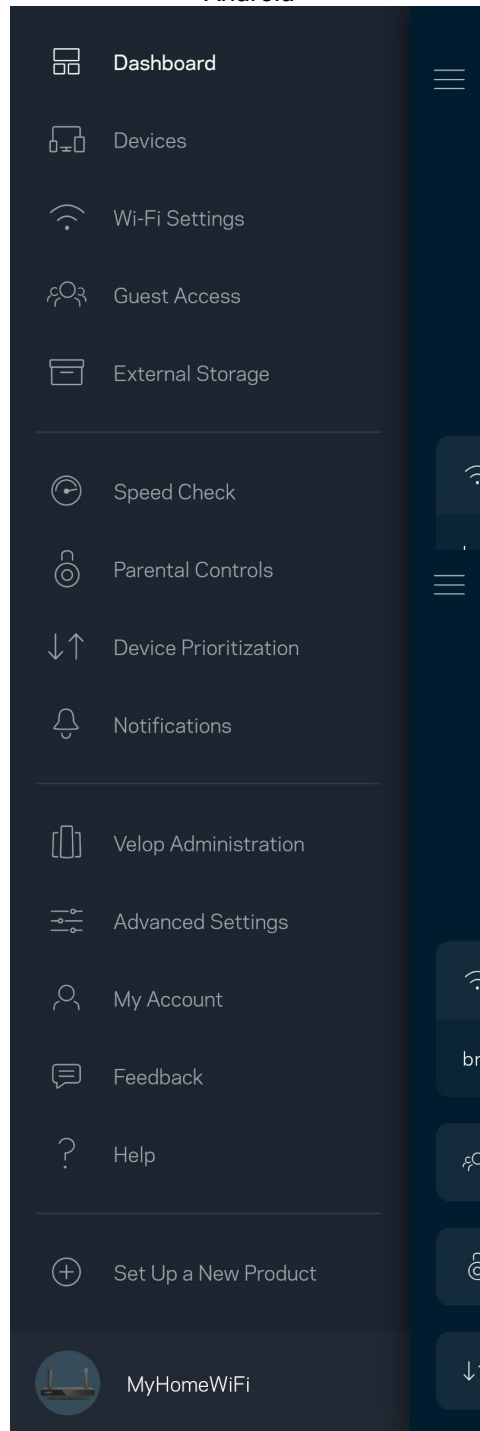 Dashboard
Devices
Wi-Fi Settings
Guest Access
External Storage
Speed Check
Parental Controls
Device Prioritization
Notifications
Velop Administration
Advanced Settings
My Account
Feedback
Help
Set Up a New Product
MyHomeWiFi
br